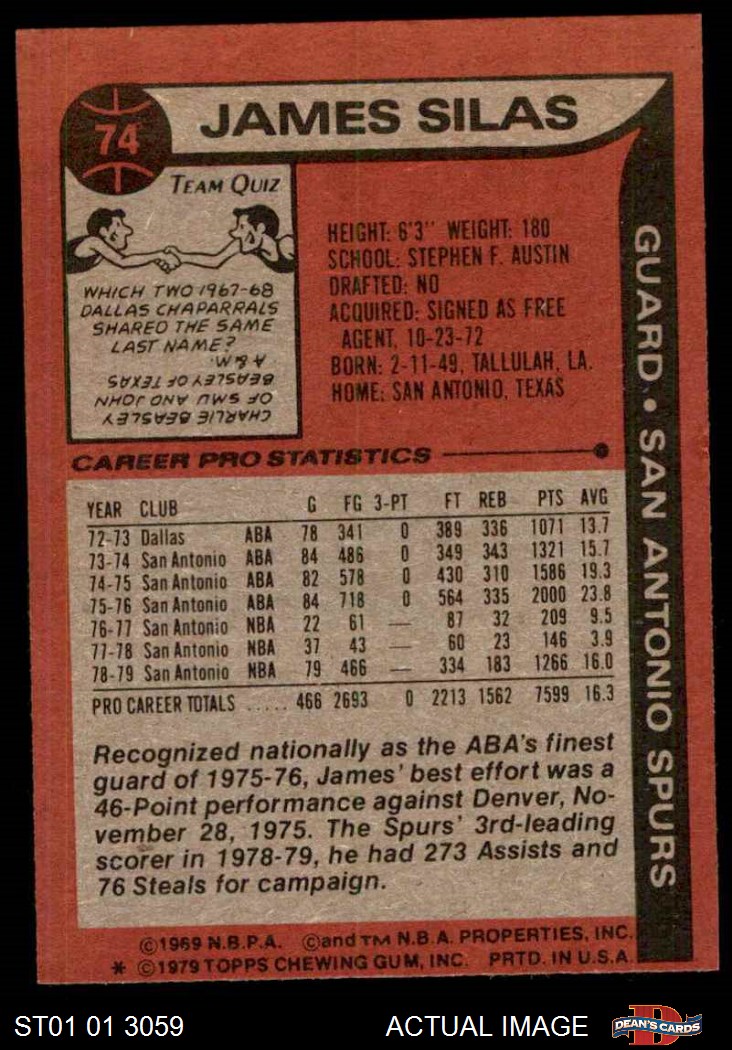 74
JAMES SILAS
TEAM QUIZ
WHICH TWO 1967-68
DALLAS CHAPARRALS
SHARED THE SAME
LAST NAME?
CHARLIE BEASLEY
OF SMU AND JOHN
BEASLEY OF TEXAS
A & M.
HEIGHT: 6'3" WEIGHT: 180
SCHOOL: STEPHEN F. AUSTIN
DRAFTED: NO
ACQUIRED: SIGNED AS FREE
AGENT, 10-23-72
BORN: 2-11-49, TALLULAH, LA.
HOME: SAN ANTONIO, TEXAS
GUARD • SAN ANTONIO SPURS
CAREER PRO STATISTICS
YEAR CLUB G FG 3-PT FT REB PTS AVG
72-73 Dallas ABA 78 341 0 389 336 1071 13.7
73-74 San Antonio ABA 84 486 0 349 343 1321 15.7
74-75 San Antonio ABA 82 578 0 430 310 1586 19.3
75-76 San Antonio ABA 84 718 0 564 335 2000 23.8
76-77 San Antonio NBA 22 61 — 87 32 209 9.5
77-78 San Antonio NBA 37 43 — 60 23 146 3.9
78-79 San Antonio NBA 79 466 — 334 183 1266 16.0
PRO CAREER TOTALS ..... 466 2693 0 2213 1562 7599 16.3
Recognized nationally as the ABA's finest
guard of 1975-76, James' best effort was a
46-Point performance against Denver, No-
vember 28, 1975. The Spurs' 3rd-leading
scorer in 1978-79, he had 273 Assists and
76 Steals for campaign.
©1969 N.B.P.A. ©and TM N.B.A. PROPERTIES, INC.
* ©1979 TOPPS CHEWING GUM, INC. PRTD. IN U.S.A.
ST01 01 3059
ACTUAL IMAGE
D
DEAN'S CARDS